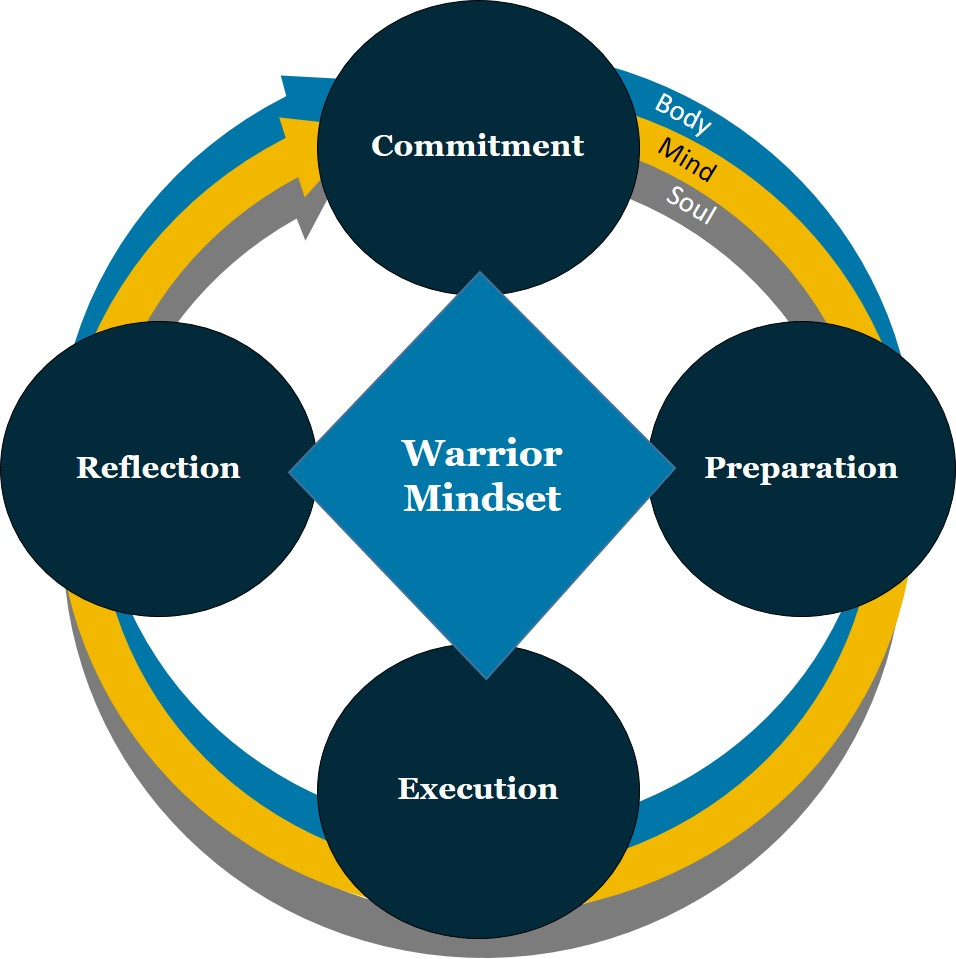 Commitment
Body
Mind
Soul
Reflection
Warrior
Mindset
Preparation
Execution